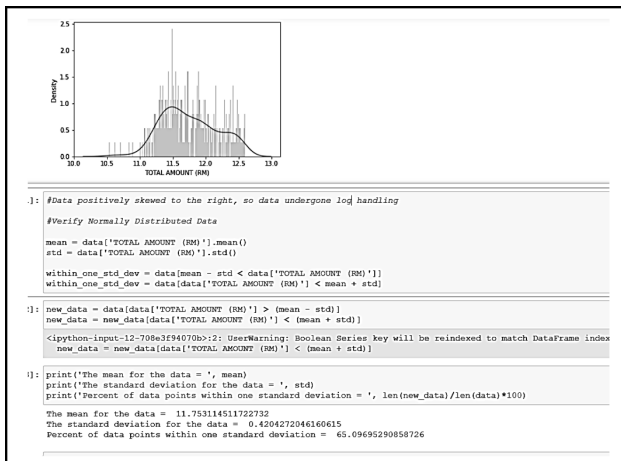 2.5
2.0
1.5
1.0
0.5
0.0
Density
10.0 10.5 11.0 11.5 12.0 12.5 13.0
TOTAL AMOUNT (RM)
]: #Data positively skewed to the right, so data undergone log handling
#Verify Normally Distributed Data
mean = data['TOTAL AMOUNT (RM)'].mean()
std = data['TOTAL AMOUNT (RM)'].std()
within_one_std_dev = data[mean - std < data['TOTAL AMOUNT (RM)']]
within_one_std_dev = data[data['TOTAL AMOUNT (RM)'] < mean + std]
]: new_data = data[data['TOTAL AMOUNT (RM)'] > (mean - std)]
new_data = new_data[data['TOTAL AMOUNT (RM)'] < (mean + std)]
<ipython-input-12-708e3f94070b>:2: UserWarning: Boolean Series key will be reindexed to match DataFrame index
new_data = new_data[data['TOTAL AMOUNT (RM)'] < (mean + std)]
]: print('The mean for the data = ', mean)
print('The standard deviation for the data = ', std)
print('Percent of data points within one standard deviation = ', len(new_data)/len(data)*100)
The mean for the data = 11.753114511722732
The standard deviation for the data = 0.4204272046160615
Percent of data points within one standard deviation = 65.09695290858726